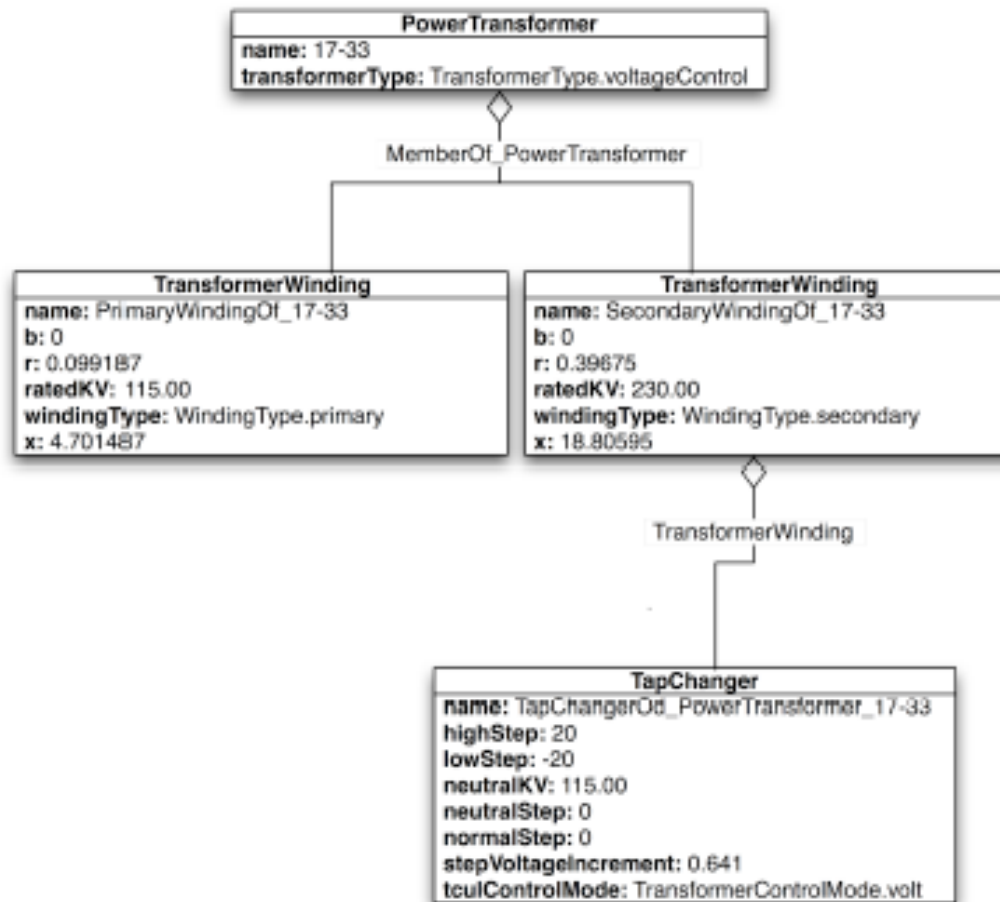 PowerTransformer
name: 17-33
transformerType: TransformerType.voltageControl
MemberOf_PowerTransformer
TransformerWinding
name: PrimaryWindingOf_17-33
b: 0
r: 0.099187
ratedKV: 115.00
windingType: WindingType.primary
x: 4.701487
TransformerWinding
name: SecondaryWindingOf_17-33
b: 0
r: 0.39675
ratedKV: 230.00
windingType: WindingType.secondary
x: 18.80595
TransformerWinding
TapChanger
name: TapChangerOd_PowerTransformer_17-33
highStep: 20
lowStep: -20
neutralKV: 115.00
neutralStep: 0
normalStep: 0
stepVoltageIncrement: 0.641
tculControlMode: TransformerControlMode.volt